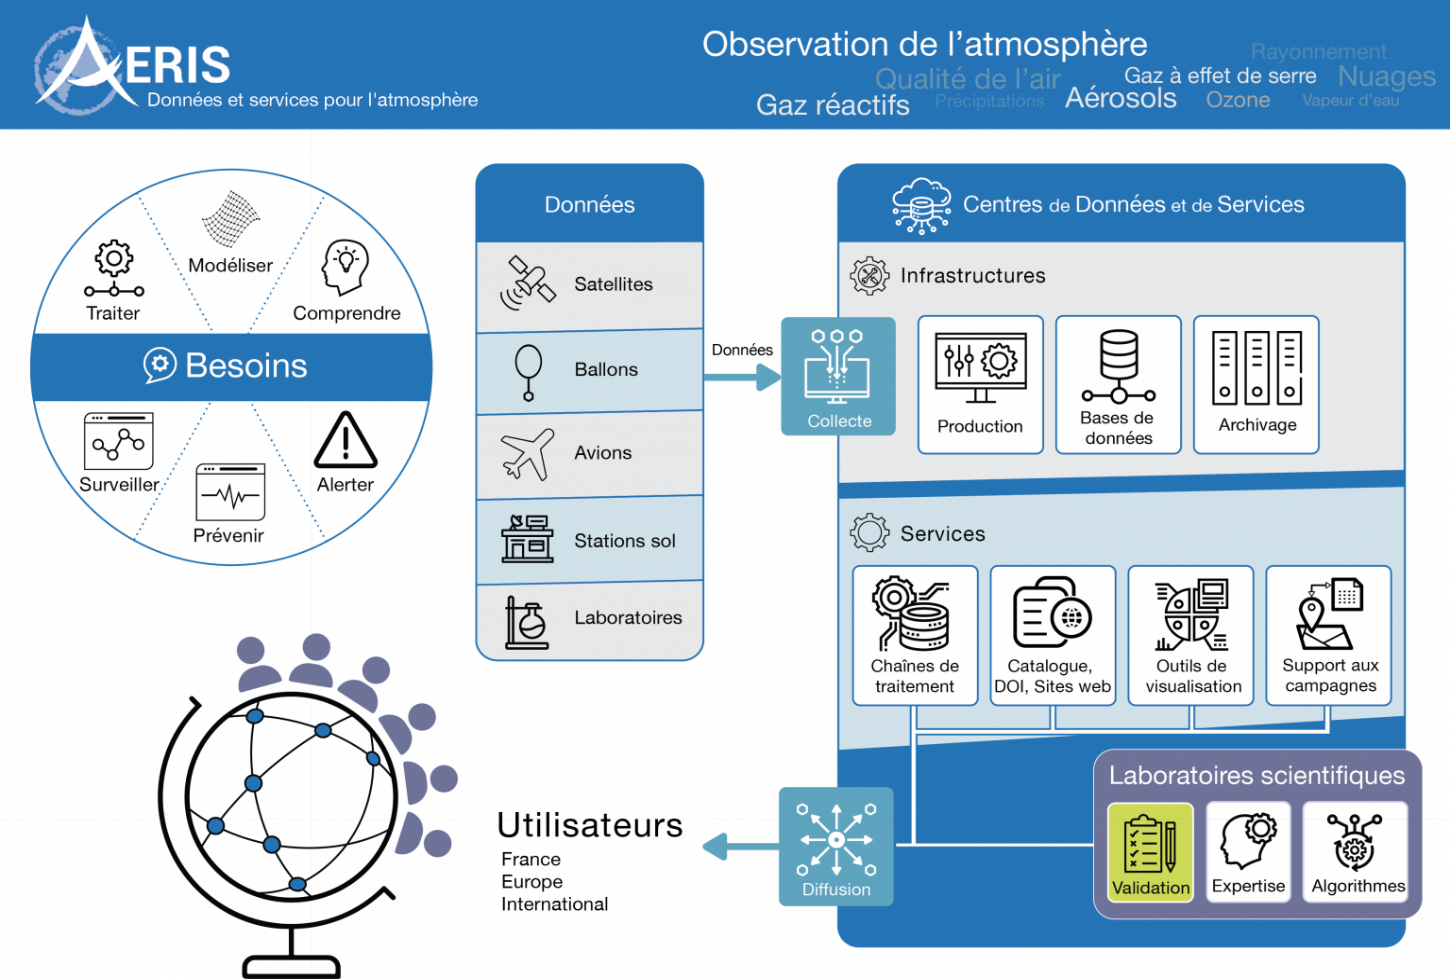 AERIS
Données et services pour l'atmosphère
Observation de l'atmosphère
Rayonnement
Qualité de l'air
Gaz à effet de serre
Nuages
Gaz réactifs
Précipitations
Aérosols
Ozone
Vapeur d'eau
Modéliser
Traiter
Comprendre
Besoins
Surveiller
Prévenir
Alerter
Données
Satellites
Ballons
Avions
Stations sol
Laboratoires
Données
Collecte
Centres de Données et de Services
Infrastructures
Production
Bases de
données
Archivage
Services
Chaînes de
traitement
Catalogue,
DOI, Sites web
Outils de
visualisation
Support aux
campagnes
Laboratoires scientifiques
Validation
Expertise
Algorithmes
Diffusion
Utilisateurs
France
Europe
International